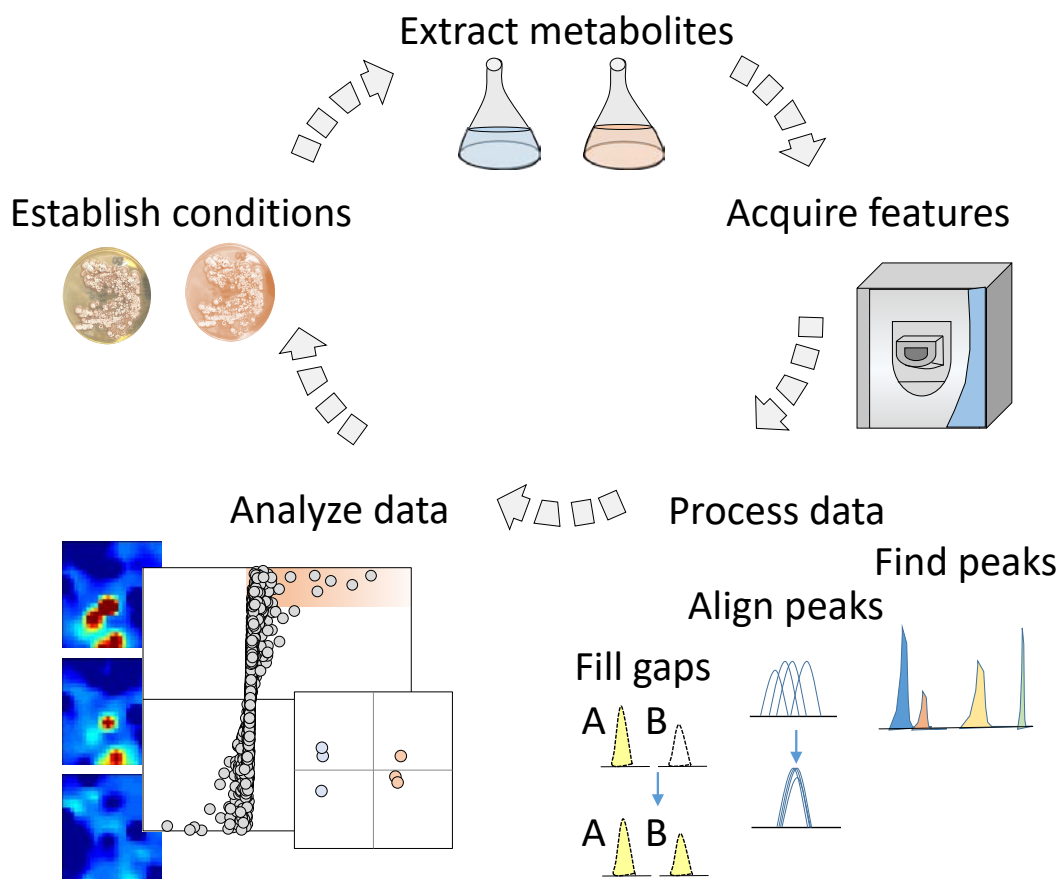 Extract metabolites
Establish conditions
Acquire features
Analyze data
Process data
Find peaks
Align peaks
Fill gaps
A B
A B